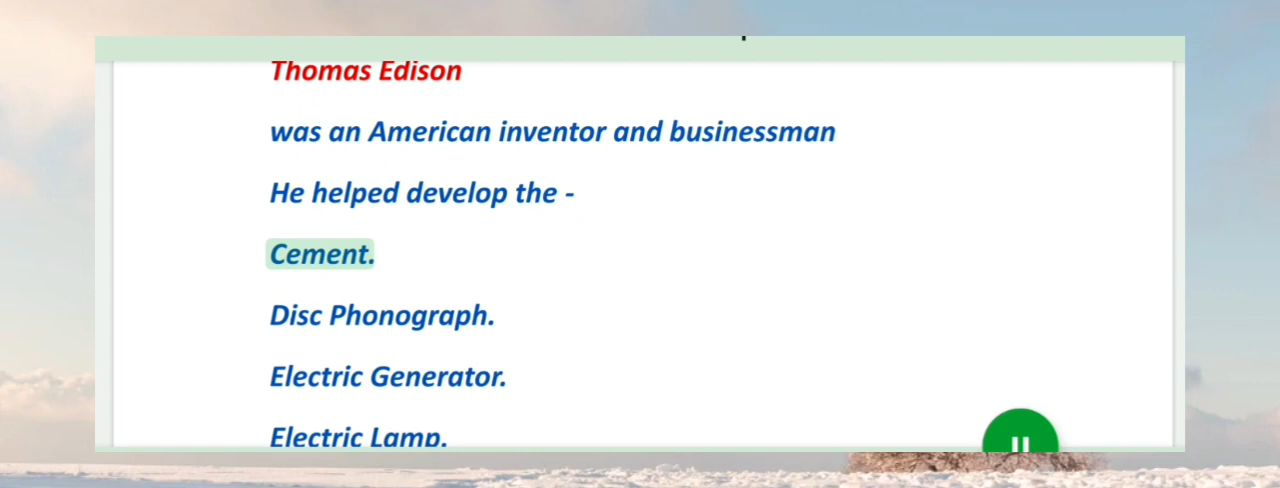 Thomas Edison
was an American inventor and businessman
He helped develop the -
Cement.
Disc Phonograph.
Electric Generator.
Electric Lamp.